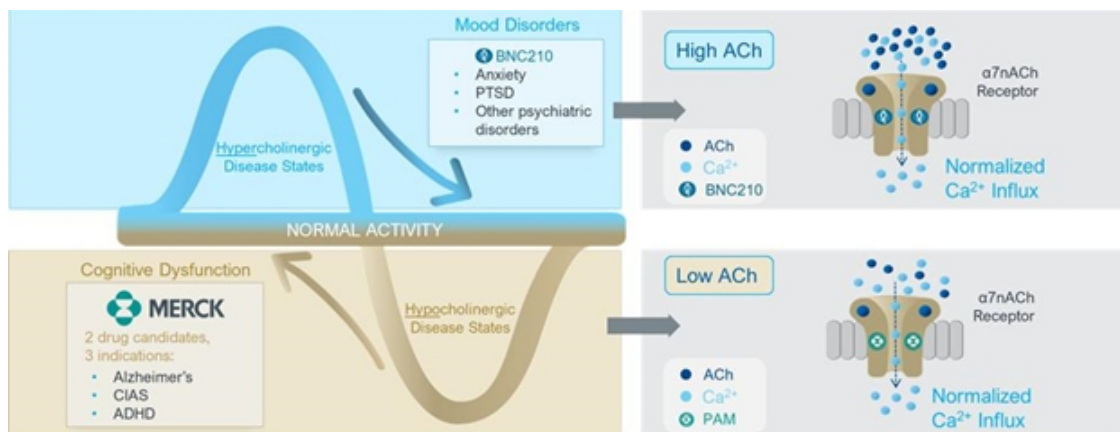 Mood Disorders
BNC210
• Anxiety
• PTSD
• Other psychiatric
disorders
Hypercholinergic
Disease States
NORMAL ACTIVITY
Cognitive Dysfunction
MERCK
2 drug candidates,
3 indications:
• Alzheimer's
• CIAS
• ADHD
Hypocholinergic
Disease States
High ACh
α7nACh
Receptor
ACh
Ca²⁺
BNC210
Normalized
Ca²⁺ Influx
Low ACh
α7nACh
Receptor
ACh
Ca²⁺
PAM
Normalized
Ca²⁺ Influx